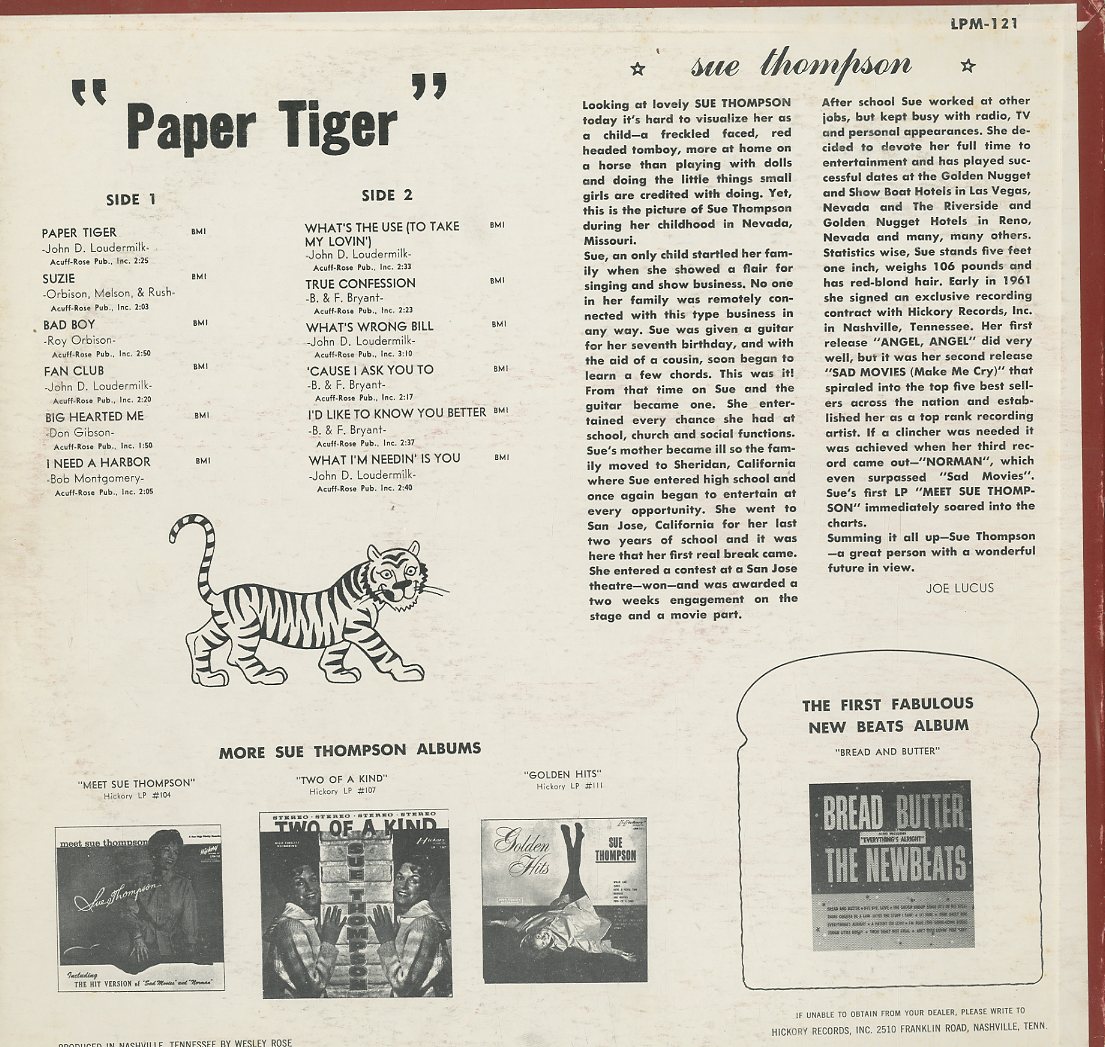 LPM-121
" Paper Tiger "
SIDE 1
PAPER TIGER BMI
-John D. Loudermilk-
Acuff-Rose Pub., Inc. 2:25
SUZIE BMI
-Orbison, Melson, & Rush-
Acuff-Rose Pub., Inc. 2:03
BAD BOY BMI
-Roy Orbison-
Acuff-Rose Pub., Inc. 2:50
FAN CLUB BMI
-John D. Loudermilk-
Acuff-Rose Pub., Inc. 2:20
BIG HEARTED ME BMI
-Don Gibson-
Acuff-Rose Pub., Inc. 1:50
I NEED A HARBOR BMI
-Bob Montgomery-
Acuff-Rose Pub., Inc. 2:05
SIDE 2
WHAT'S THE USE (TO TAKE BMI
MY LOVIN')
-John D. Loudermilk-
Acuff-Rose Pub., Inc. 2:33
TRUE CONFESSION BMI
-B. & F. Bryant-
Acuff-Rose Pub., Inc. 2:23
WHAT'S WRONG BILL BMI
-John D. Loudermilk-
Acuff-Rose Pub., Inc. 3:10
'CAUSE I ASK YOU TO BMI
-B. & F. Bryant-
Acuff-Rose Pub., Inc. 2:17
I'D LIKE TO KNOW YOU BETTER BMI
-B. & F. Bryant-
Acuff-Rose Pub., Inc. 2:37
WHAT I'M NEEDIN' IS YOU BMI
-John D. Loudermilk-
Acuff-Rose Pub. Inc. 2:40
☆ sue thompson ☆
Looking at lovely SUE THOMPSON
today it's hard to visualize her as
a child—a freckled faced, red
headed tomboy, more at home on
a horse than playing with dolls
and doing the little things small
girls are credited with doing. Yet,
this is the picture of Sue Thompson
during her childhood in Nevada,
Missouri.
Sue, an only child startled her fam-
ily when she showed a flair for
singing and show business. No one
in her family was remotely con-
nected with this type business in
any way. Sue was given a guitar
for her seventh birthday, and with
the aid of a cousin, soon began to
learn a few chords. This was it!
From that time on Sue and the
guitar became one. She enter-
tained every chance she had at
school, church and social functions.
Sue's mother became ill so the fam-
ily moved to Sheridan, California
where Sue entered high school and
once again began to entertain at
every opportunity. She went to
San Jose, California for her last
two years of school and it was
here that her first real break came.
She entered a contest at a San Jose
theatre—won—and was awarded a
two weeks engagement on the
stage and a movie part.
After school Sue worked at other
jobs, but kept busy with radio, TV
and personal appearances. She de-
cided to devote her full time to
entertainment and has played suc-
cessful dates at the Golden Nugget
and Show Boat Hotels in Las Vegas,
Nevada and The Riverside and
Golden Nugget Hotels in Reno,
Nevada and many, many others.
Statistics wise, Sue stands five feet
one inch, weighs 106 pounds and
has red-blond hair. Early in 1961
she signed an exclusive recording
contract with Hickory Records, Inc.
in Nashville, Tennessee. Her first
release "ANGEL, ANGEL" did very
well, but it was her second release
"SAD MOVIES (Make Me Cry)" that
spiraled into the top five best sell-
ers across the nation and estab-
lished her as a top rank recording
artist. If a clincher was needed it
was achieved when her third rec-
ord came out—"NORMAN", which
even surpassed "Sad Movies".
Sue's first LP "MEET SUE THOMP-
SON" immediately soared into the
charts.
Summing it all up—Sue Thompson
—a great person with a wonderful
future in view.
JOE LUCUS
MORE SUE THOMPSON ALBUMS
"MEET SUE THOMPSON"
Hickory LP #104
meet sue thompson
Sue Thompson
Including
THE HIT VERSION of "Sad Movies" and "Norman"
"TWO OF A KIND"
Hickory LP #107
STEREO · STEREO · STEREO · STEREO
TWO OF A KIND
SUE THOMPSON
"GOLDEN HITS"
Hickory LP #111
Golden
Hits
SUE
THOMPSON
THE FIRST FABULOUS
NEW BEATS ALBUM
"BREAD AND BUTTER"
BREAD BUTTER
"EVERYTHING'S ALRIGHT"
THE NEWBEATS
IF UNABLE TO OBTAIN FROM YOUR DEALER, PLEASE WRITE TO
HICKORY RECORDS, INC. 2510 FRANKLIN ROAD, NASHVILLE, TENN.
PRODUCED IN NASHVILLE, TENNESSEE BY WESLEY ROSE